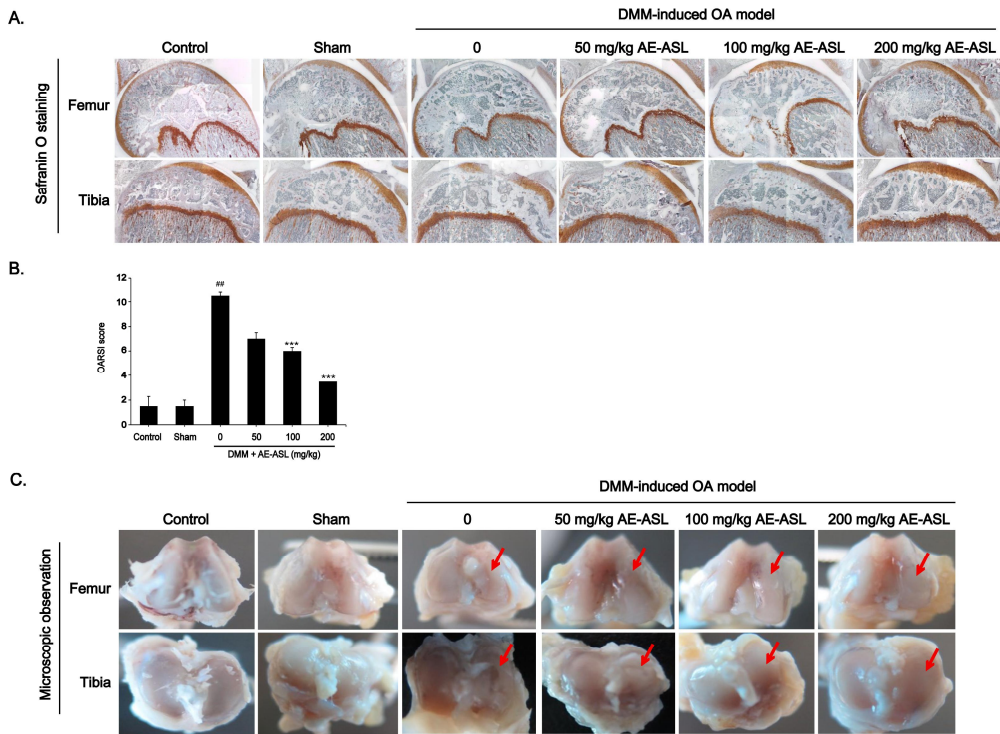 A.
DMM-induced OA model
Control Sham 0 50 mg/kg AE-ASL 100 mg/kg AE-ASL 200 mg/kg AE-ASL
Safranin O staining
Femur
Tibia
B.
OARSI score
12
10
8
6
4
2
0
##
***
***
Control Sham 0 50 100 200
DMM + AE-ASL (mg/kg)
C.
DMM-induced OA model
Control Sham 0 50 mg/kg AE-ASL 100 mg/kg AE-ASL 200 mg/kg AE-ASL
Microscopic observation
Femur
Tibia